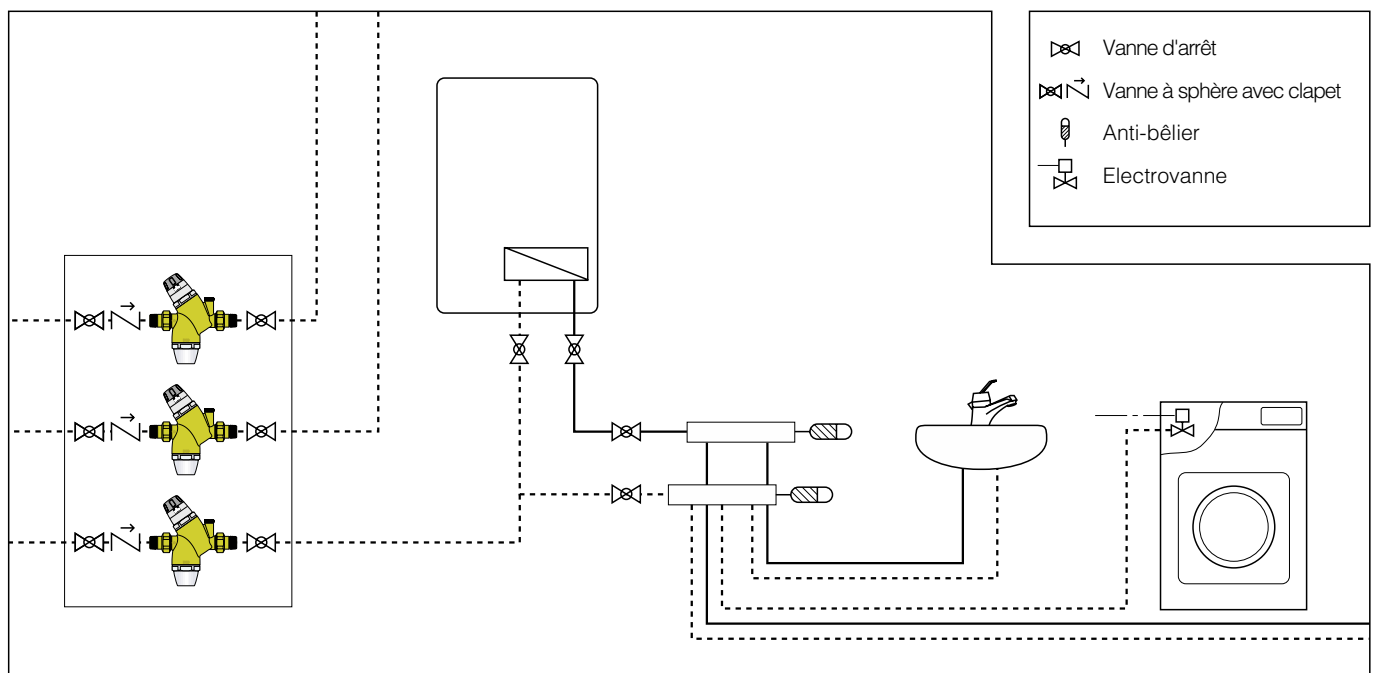 Vanne d'arrêt
Vanne à sphère avec clapet
Anti-bêlier
Electrovanne